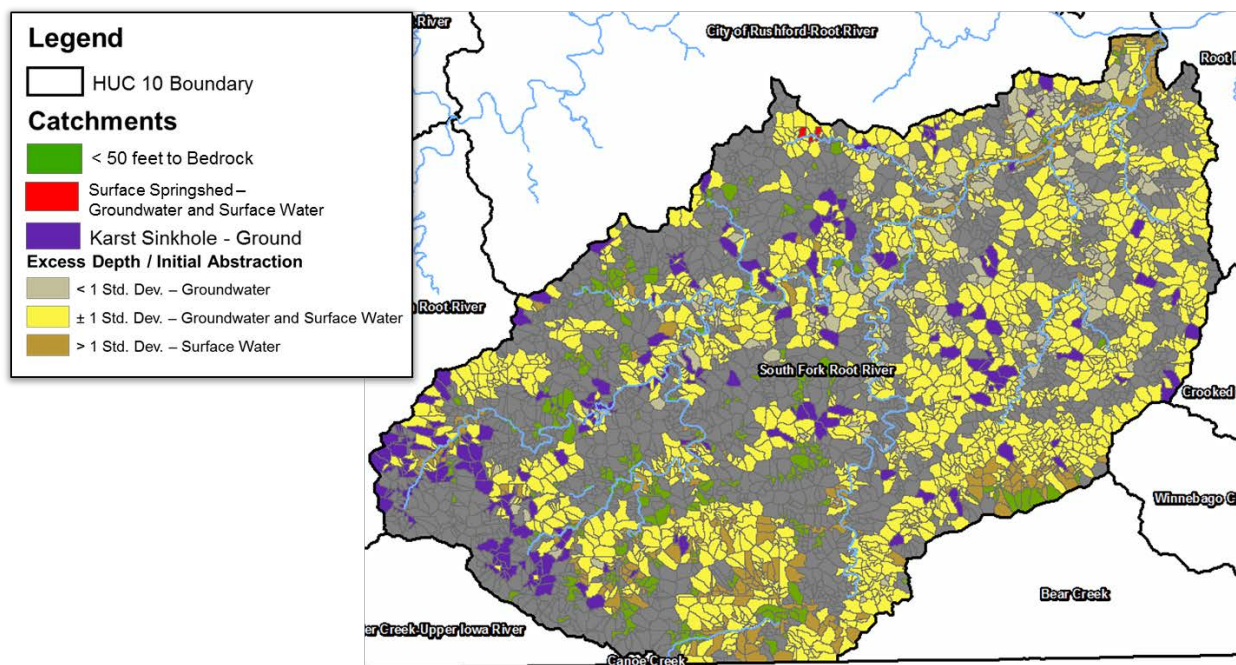 Legend
HUC 10 Boundary
Catchments
< 50 feet to Bedrock
Surface Springshed –
Groundwater and Surface Water
Karst Sinkhole - Ground
Excess Depth / Initial Abstraction
< 1 Std. Dev. – Groundwater
± 1 Std. Dev. – Groundwater and Surface Water
> 1 Std. Dev. – Surface Water
River
City of Rushford-Root River
Root
Root River
South Fork Root River
Crooked
Winnebago C
Bear Creek
er Creek-Upper Iowa River
Canoe Creek